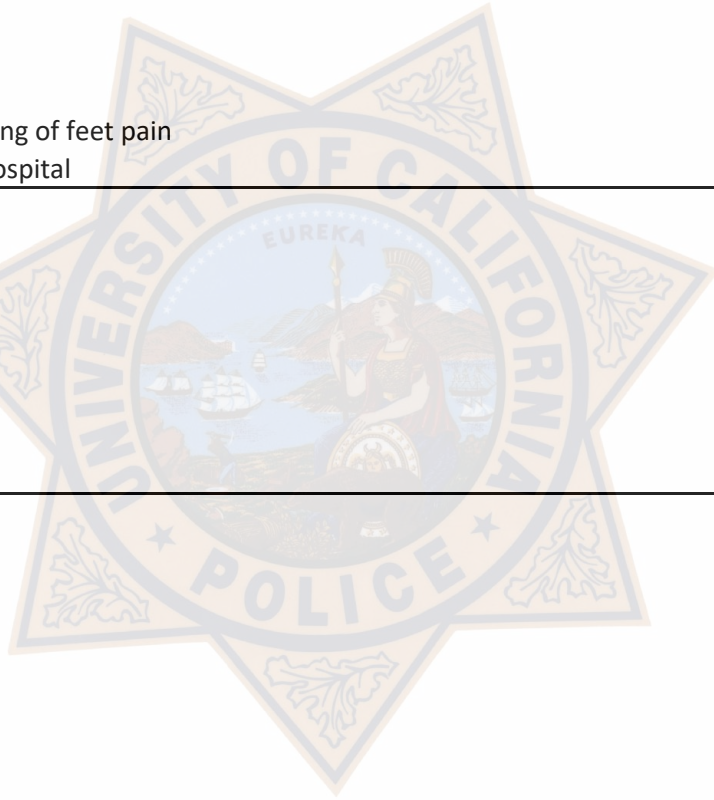 ng of feet pain
ospital
EUREKA
UNIVERSITY OF CALIFORNIA
POLICE